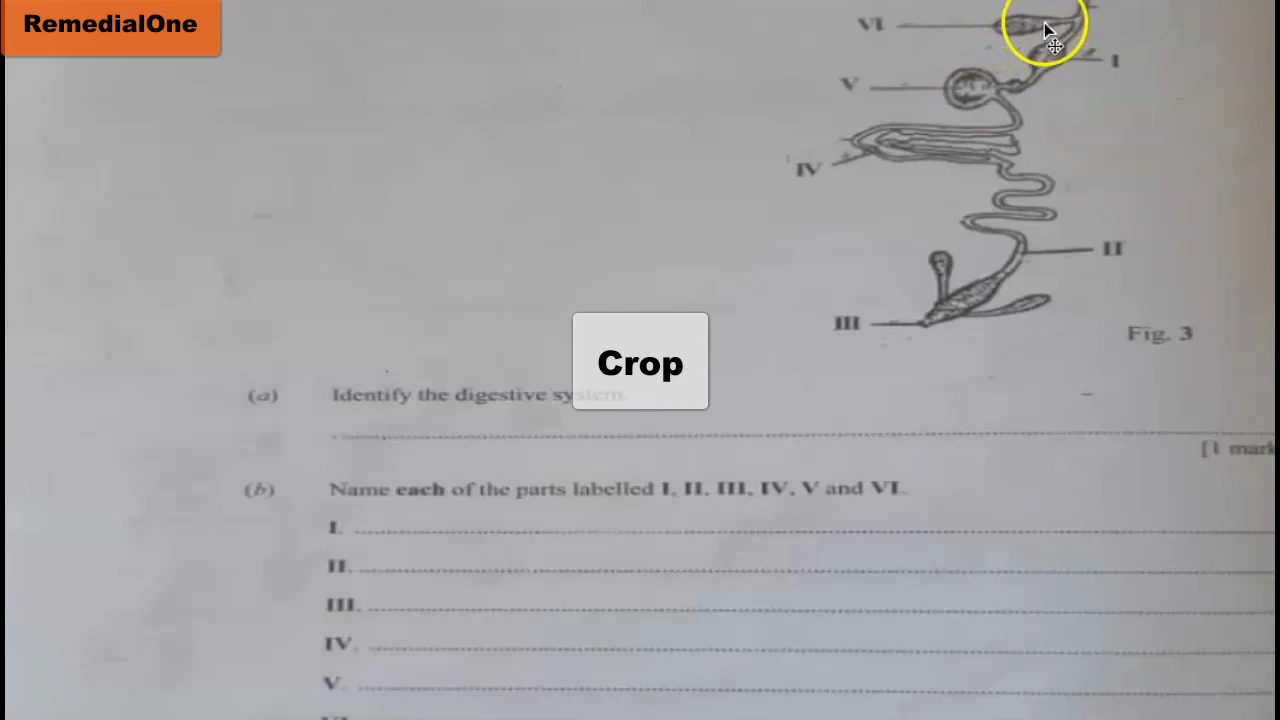 RemedialOne
VI
I
V
IV
II
III
Fig. 3
Crop
(a) Identify the digestive system.
[1 mark
(b) Name each of the parts labelled I, II, III, IV, V and VI.
I.
II.
III.
IV.
V.